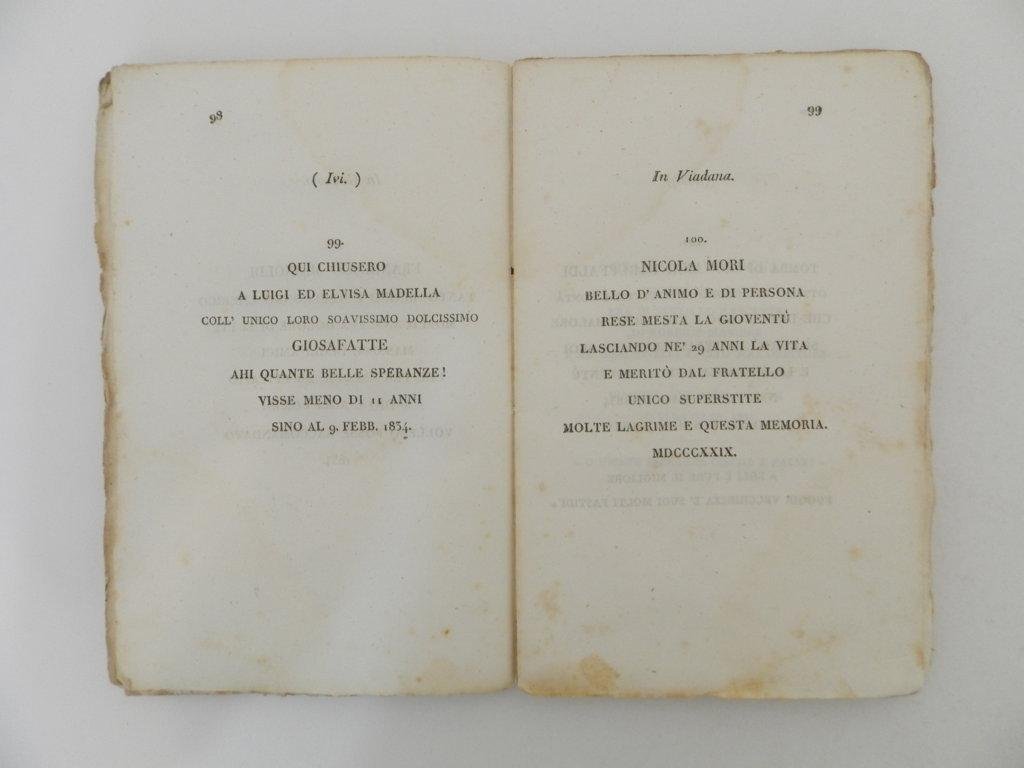 98
( Ivi. )
99.
QUI CHIUSERO
A LUIGI ED ELVISA MADELLA
COLL' UNICO LORO SOAVISSIMO DOLCISSIMO
GIOSAFATTE
AHI QUANTE BELLE SPERANZE!
VISSE MENO DI 11 ANNI
SINO AL 9. FEBB. 1834.
99
In Viadana.
100.
NICOLA MORI
BELLO D' ANIMO E DI PERSONA
RESE MESTA LA GIOVENTÙ
LASCIANDO NE' 29 ANNI LA VITA
E MERITÒ DAL FRATELLO
UNICO SUPERSTITE
MOLTE LAGRIME E QUESTA MEMORIA.
MDCCCXXIX.